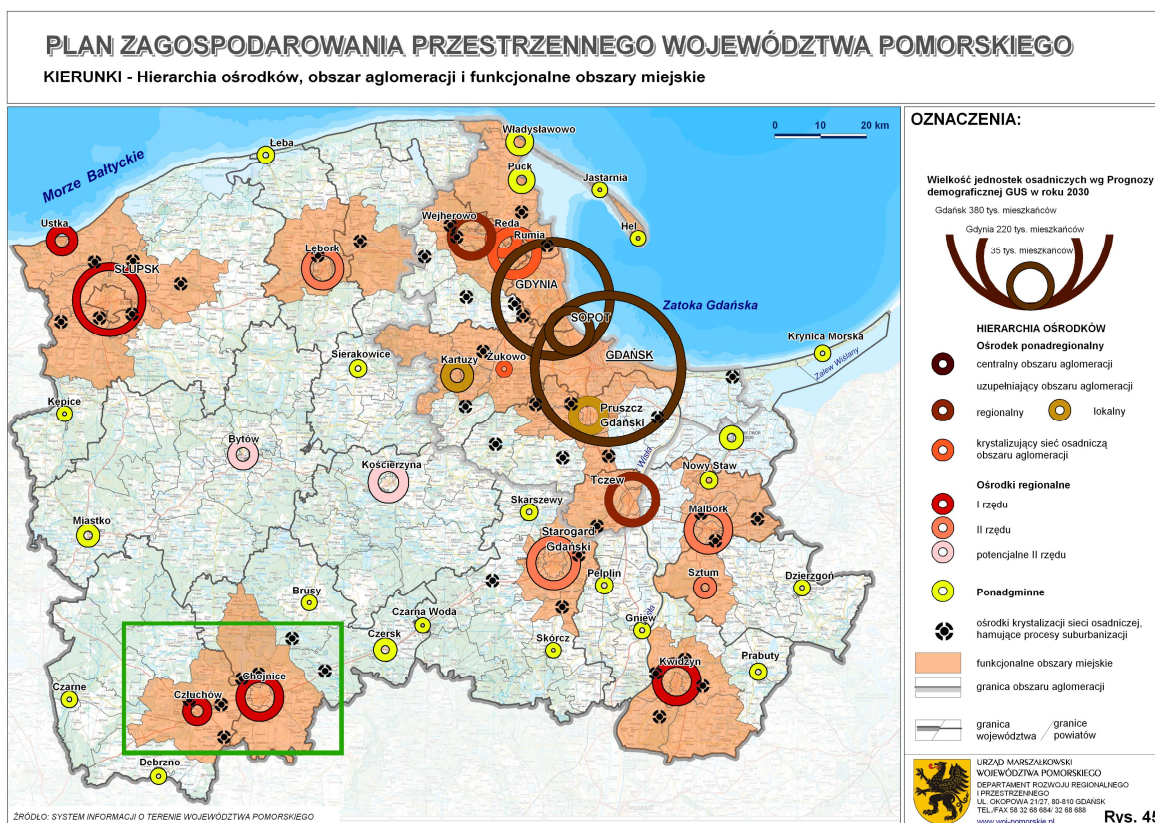 PLAN ZAGOSPODAROWANIA PRZESTRZENNEGO WOJEWÓDZTWA POMORSKIEGO
KIERUNKI - Hierarchia ośrodków, obszar aglomeracji i funkcjonalne obszary miejskie
Morze Bałtyckie
Łeba
Władysławowo
0 10 20 km
Puck
Jastarnia
Ustka
Wejherowo
Reda
Rumia
Hel
Lębork
SŁUPSK
GDYNIA
Zatoka Gdańska
SOPOT
Krynica Morska
Zalew Wiślany
Sierakowice
Kartuzy
Żukowo
GDAŃSK
Kępice
Pruszcz
Gdański
Bytów
Kościerzyna
Wisła
Nowy Staw
Tczew
Miastko
Skarszewy
Malbork
Starogard
Gdański
Pelplin
Sztum
Dzierzgoń
Brusy
Czarna Woda
Czersk
Skórcz
Gniew
Człuchów
Chojnice
Kwidzyn
Prabuty
Czarne
Debrzno
ŹRÓDŁO: SYSTEM INFORMACJI O TERENIE WOJEWÓDZTWA POMORSKIEGO
OZNACZENIA:
Wielkość jednostek osadniczych wg Prognozy
demograficznej GUS w roku 2030
Gdańsk 380 tys. mieszkańców
Gdynia 220 tys. mieszkańców
35 tys. mieszkańców
HIERARCHIA OŚRODKÓW
Ośrodek ponadregionalny
centralny obszaru aglomeracji
uzupełniający obszaru aglomeracji
regionalny
lokalny
krystalizujący sieć osadniczą
obszaru aglomeracji
Ośrodki regionalne
I rzędu
II rzędu
potencjalne II rzędu
Ponadgminne
ośrodki krystalizacji sieci osadniczej,
hamujące procesy suburbanizacji
funkcjonalne obszary miejskie
granica obszaru aglomeracji
granica
województwa
granice
powiatów
URZĄD MARSZAŁKOWSKI
WOJEWÓDZTWA POMORSKIEGO
DEPARTAMENT ROZWOJU REGIONALNEGO
I PRZESTRZENNEGO
UL. OKOPOWA 21/27, 80-810 GDAŃSK
TEL./FAX 58 32 68 684/ 32 68 688
www.woj-pomorskie.pl
Rys. 45